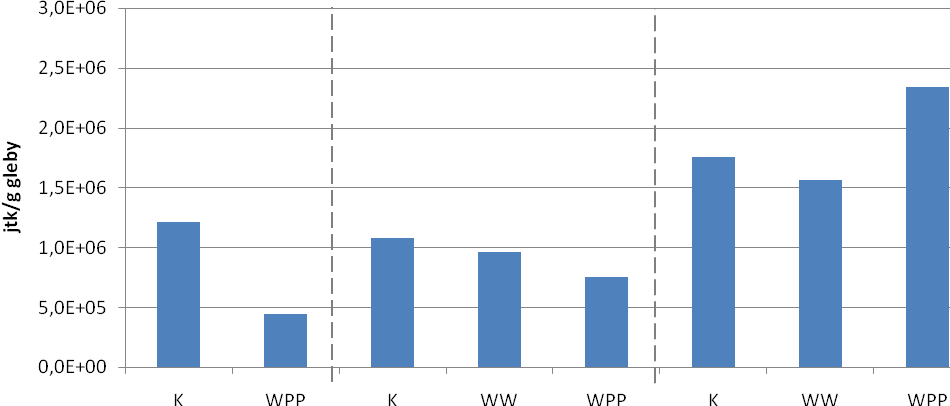 3,0E+06
2,5E+06
2,0E+06
1,5E+06
1,0E+06
5,0E+05
0,0E+00
jtk/g gleby
K WPP K WW WPP K WW WPP